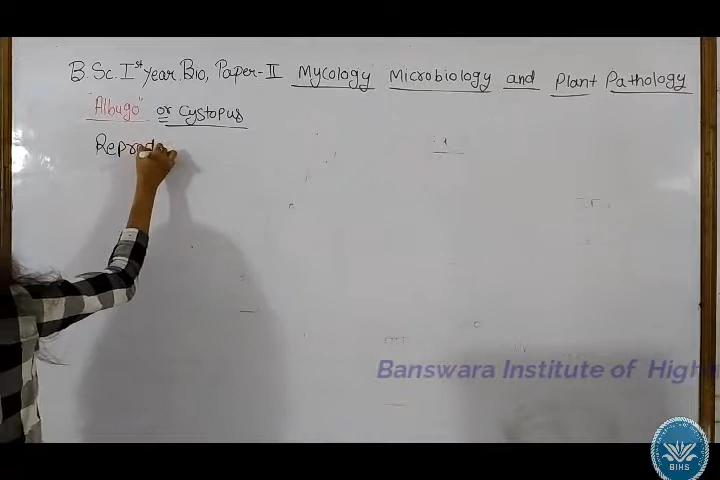 B.Sc. Ist year. Bio, Paper-II Mycology Microbiology and Plant Pathology
"Albugo" or Cystopus
Reprod
Banswara Institute of High
BIHS